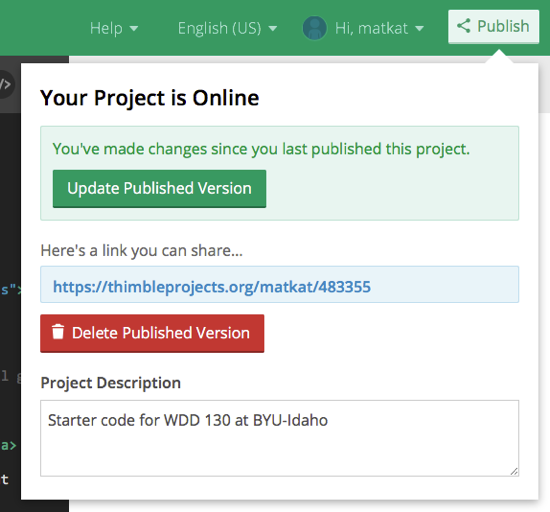 Help English (US) Hi, matkat Publish
</>
Your Project is Online
You've made changes since you last published this project.
Update Published Version
Here's a link you can share...
s">
https://thimbleprojects.org/matkat/483355
Delete Published Version
l g
Project Description
Starter code for WDD 130 at BYU-Idaho
a>
t